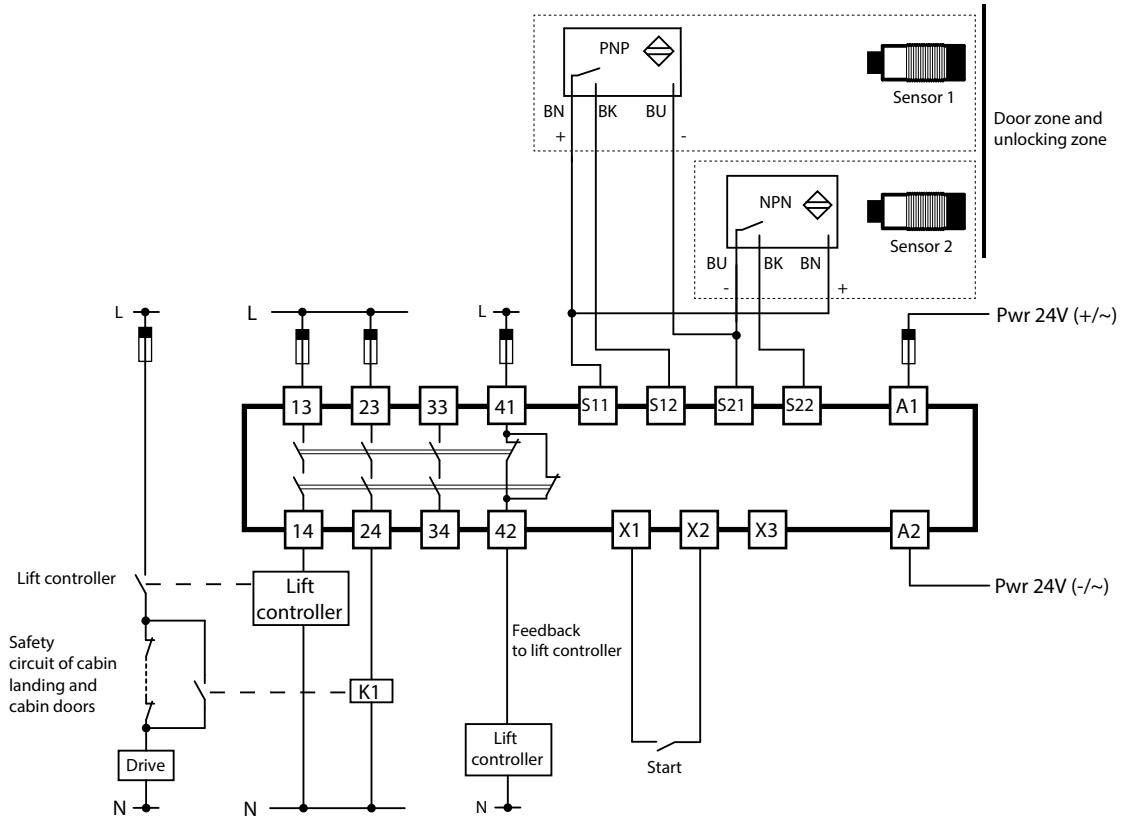 PNP
BN
BK
BU
+
-
Sensor 1
Door zone and
unlocking zone
NPN
BU
BK
BN
-
+
Sensor 2
L
L
L
Pwr 24V (+/~)
13
23
33
41
S11
S12
S21
S22
A1
14
24
34
42
X1
X2
X3
A2
Pwr 24V (-/~)
Lift controller
Lift
controller
Safety
circuit of cabin
landing and
cabin doors
K1
Feedback
to lift controller
Drive
Lift
controller
Start
N
N
N